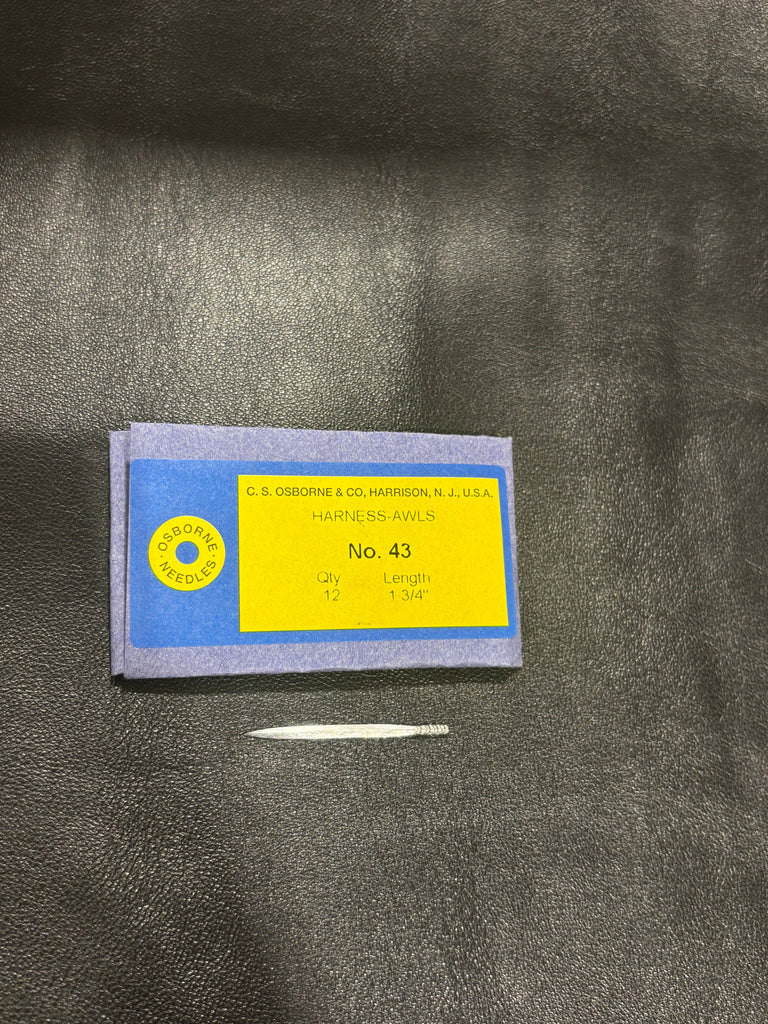 OSBORNE
NEEDLES
C. S. OSBORNE & CO, HARRISON, N. J., U.S.A.
HARNESS-AWLS
No. 43
Qty Length
12 1 3/4"